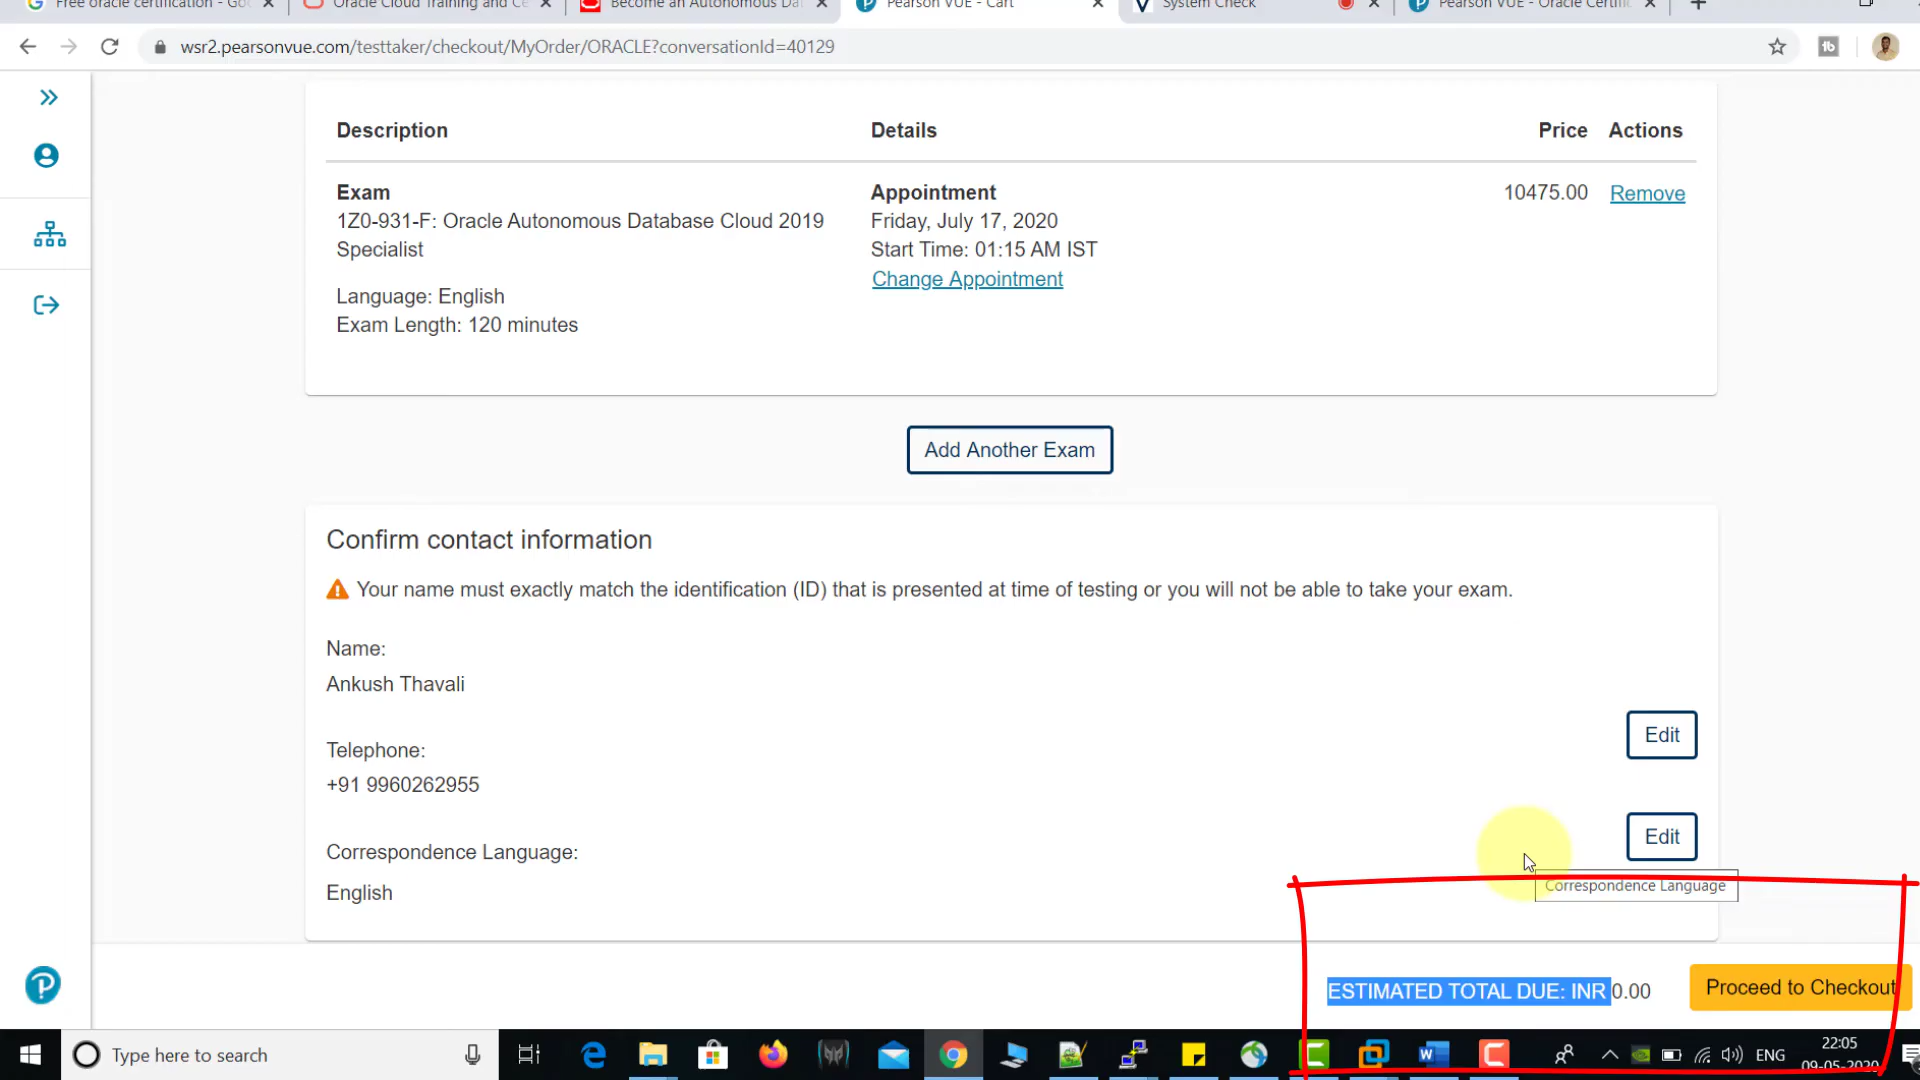 Free oracle certification - Goo
Oracle Cloud Training and Ce
Become an Autonomous Dat
Pearson VUE - Cart
System Check
Pearson VUE - Oracle Certific
wsr2.pearsonvue.com/testtaker/checkout/MyOrder/ORACLE?conversationId=40129
Description Details Price Actions
Exam Appointment 10475.00 Remove
1Z0-931-F: Oracle Autonomous Database Cloud 2019 Friday, July 17, 2020
Specialist Start Time: 01:15 AM IST
Change Appointment
Language: English
Exam Length: 120 minutes
Add Another Exam
Confirm contact information
Your name must exactly match the identification (ID) that is presented at time of testing or you will not be able to take your exam.
Name:
Ankush Thavali
Edit
Telephone:
+91 9960262955
Edit
Correspondence Language:
Correspondence Language
English
ESTIMATED TOTAL DUE: INR 0.00 Proceed to Checkout
Type here to search
ENG
22:05
09-05-2020